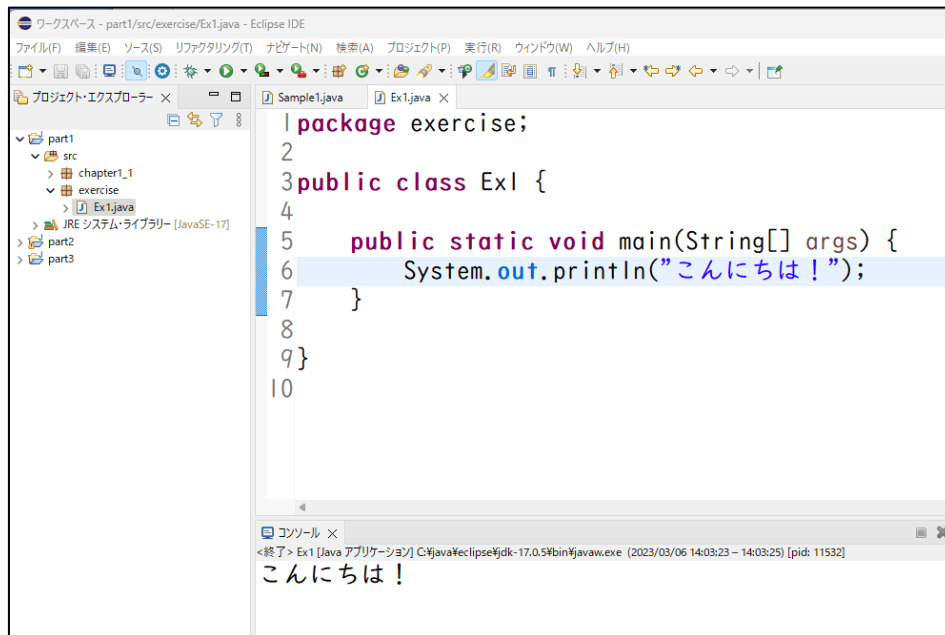 ワークスペース - part1/src/exercise/Ex1.java - Eclipse IDE
ファイル(F) 編集(E) ソース(S) リファクタリング(T) ナビゲート(N) 検索(A) プロジェクト(P) 実行(R) ウィンドウ(W) ヘルプ(H)
プロジェクト・エクスプローラー
part1
src
chapter1_1
exercise
Ex1.java
JRE システム・ライブラリー [JavaSE-17]
part2
part3
Sample1.java Ex1.java
1 package exercise;
2
3 public class Ex1 {
4
5 public static void main(String[] args) {
6 System.out.println("こんにちは！");
7 }
8
9 }
10
コンソール
<終了> Ex1 [Java アプリケーション] C:¥java¥eclipse¥jdk-17.0.5¥bin¥javaw.exe (2023/03/06 14:03:23 – 14:03:25) [pid: 11532]
こんにちは！